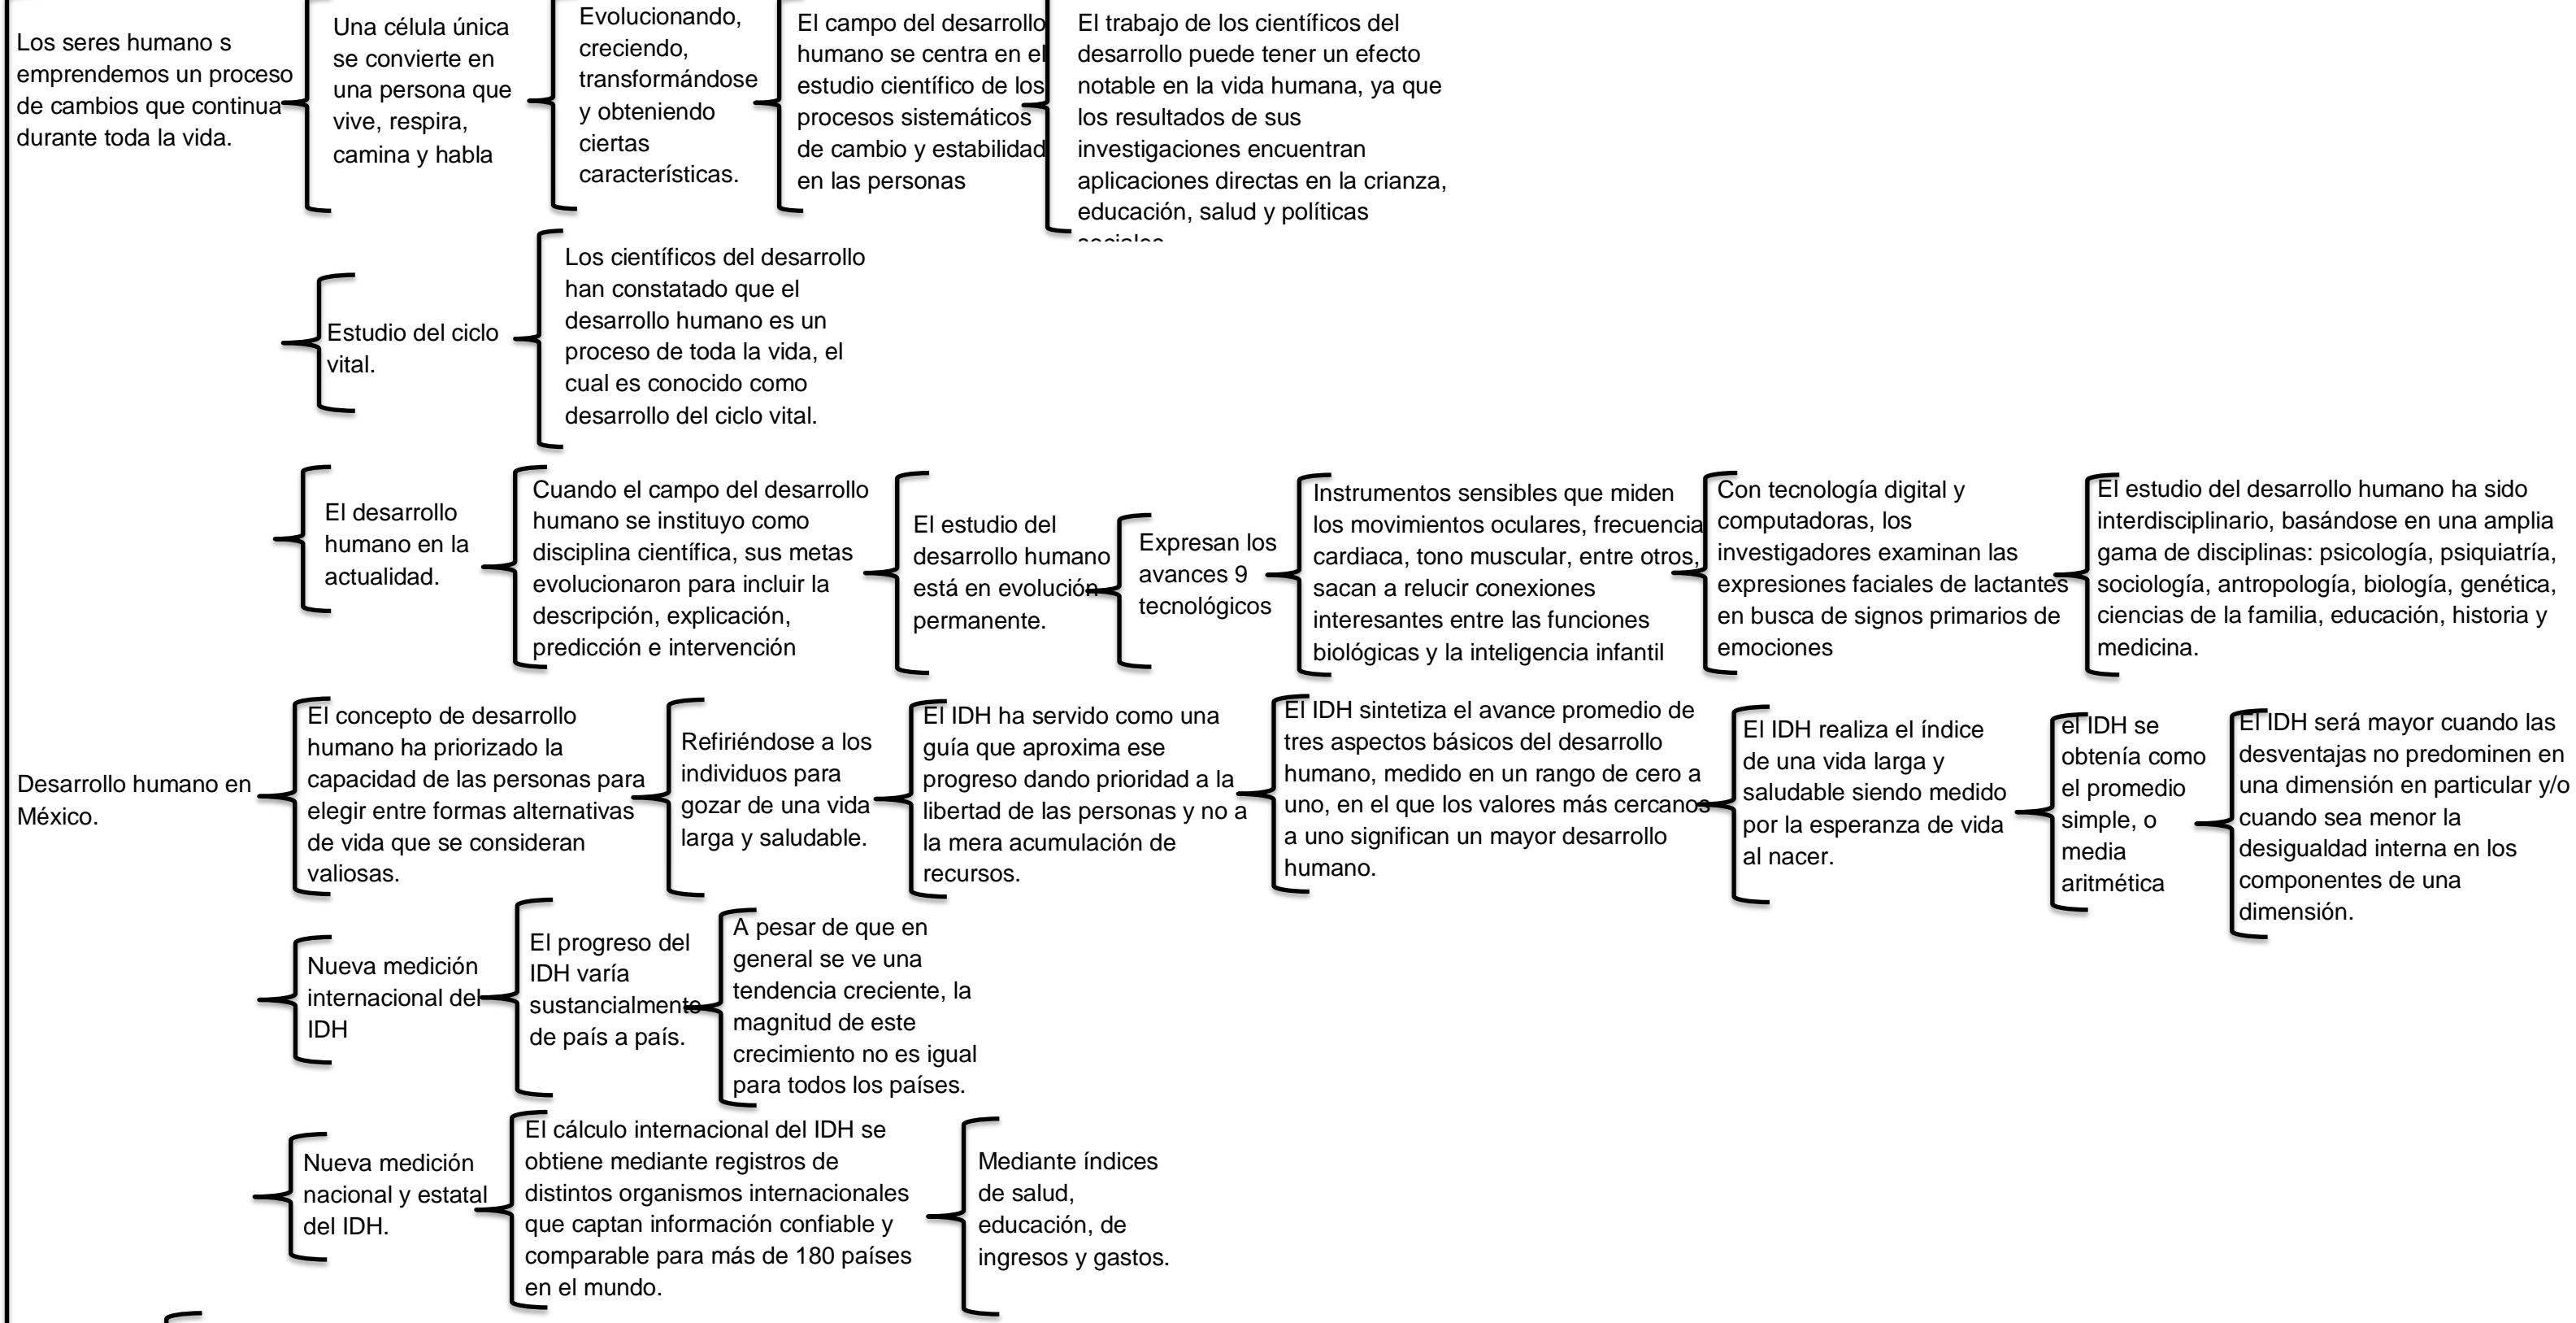 Los seres humano s
emprendemos un proceso
de cambios que continua
durante toda la vida.
Una célula única
se convierte en
una persona que
vive, respira,
camina y habla
Evolucionando,
creciendo,
transformándose
y obteniendo
ciertas
características.
El campo del desarrollo
humano se centra en el
estudio científico de los
procesos sistemáticos
de cambio y estabilidad
en las personas
El trabajo de los científicos del
desarrollo puede tener un efecto
notable en la vida humana, ya que
los resultados de sus
investigaciones encuentran
aplicaciones directas en la crianza,
educación, salud y políticas
sociales
Estudio del ciclo
vital.
Los científicos del desarrollo
han constatado que el
desarrollo humano es un
proceso de toda la vida, el
cual es conocido como
desarrollo del ciclo vital.
El desarrollo
humano en la
actualidad.
Cuando el campo del desarrollo
humano se instituyo como
disciplina científica, sus metas
evolucionaron para incluir la
descripción, explicación,
predicción e intervención
El estudio del
desarrollo humano
está en evolución
permanente.
Expresan los
avances 9
tecnológicos
Instrumentos sensibles que miden
los movimientos oculares, frecuencia
cardiaca, tono muscular, entre otros,
sacan a relucir conexiones
interesantes entre las funciones
biológicas y la inteligencia infantil
Con tecnología digital y
computadoras, los
investigadores examinan las
expresiones faciales de lactantes
en busca de signos primarios de
emociones
El estudio del desarrollo humano ha sido
interdisciplinario, basándose en una amplia
gama de disciplinas: psicología, psiquiatría,
sociología, antropología, biología, genética,
ciencias de la familia, educación, historia y
medicina.
Desarrollo humano en
México.
El concepto de desarrollo
humano ha priorizado la
capacidad de las personas para
elegir entre formas alternativas
de vida que se consideran
valiosas.
Refiriéndose a los
individuos para
gozar de una vida
larga y saludable.
El IDH ha servido como una
guía que aproxima ese
progreso dando prioridad a la
libertad de las personas y no a
la mera acumulación de
recursos.
El IDH sintetiza el avance promedio de
tres aspectos básicos del desarrollo
humano, medido en un rango de cero a
uno, en el que los valores más cercanos
a uno significan un mayor desarrollo
humano.
El IDH realiza el índice
de una vida larga y
saludable siendo medido
por la esperanza de vida
al nacer.
el IDH se
obtenía como
el promedio
simple, o
media
aritmética
El IDH será mayor cuando las
desventajas no predominen en
una dimensión en particular y/o
cuando sea menor la
desigualdad interna en los
componentes de una
dimensión.
Nueva medición
internacional del
IDH
El progreso del
IDH varía
sustancialmente
de país a país.
A pesar de que en
general se ve una
tendencia creciente, la
magnitud de este
crecimiento no es igual
para todos los países.
Nueva medición
nacional y estatal
del IDH.
El cálculo internacional del IDH se
obtiene mediante registros de
distintos organismos internacionales
que captan información confiable y
comparable para más de 180 países
en el mundo.
Mediante índices
de salud,
educación, de
ingresos y gastos.